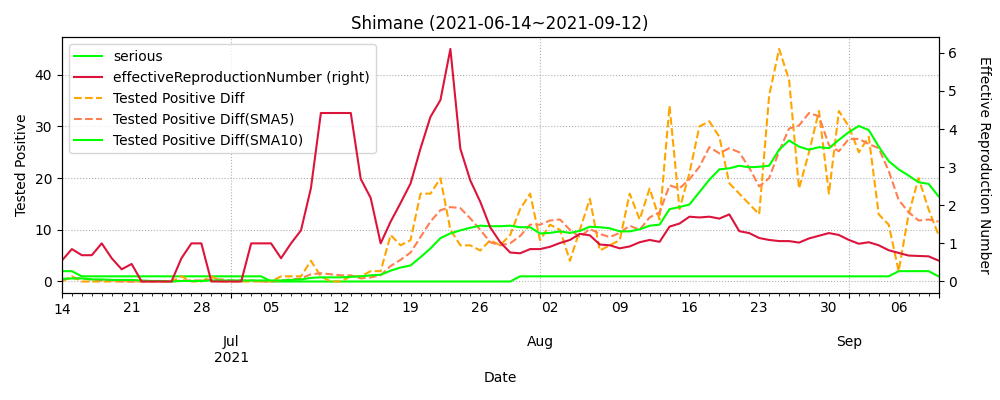 Shimane (2021-06-14~2021-09-12)
serious
effectiveReproductionNumber (right)
Tested Positive Diff
Tested Positive Diff(SMA5)
Tested Positive Diff(SMA10)
Tested Positive
40
30
20
10
0
6
5
4
3
2
1
0
Effective Reproduction Number
14 21 28 05 12 19 26 02 09 16 23 30 06
Jul Aug Sep
2021
Date